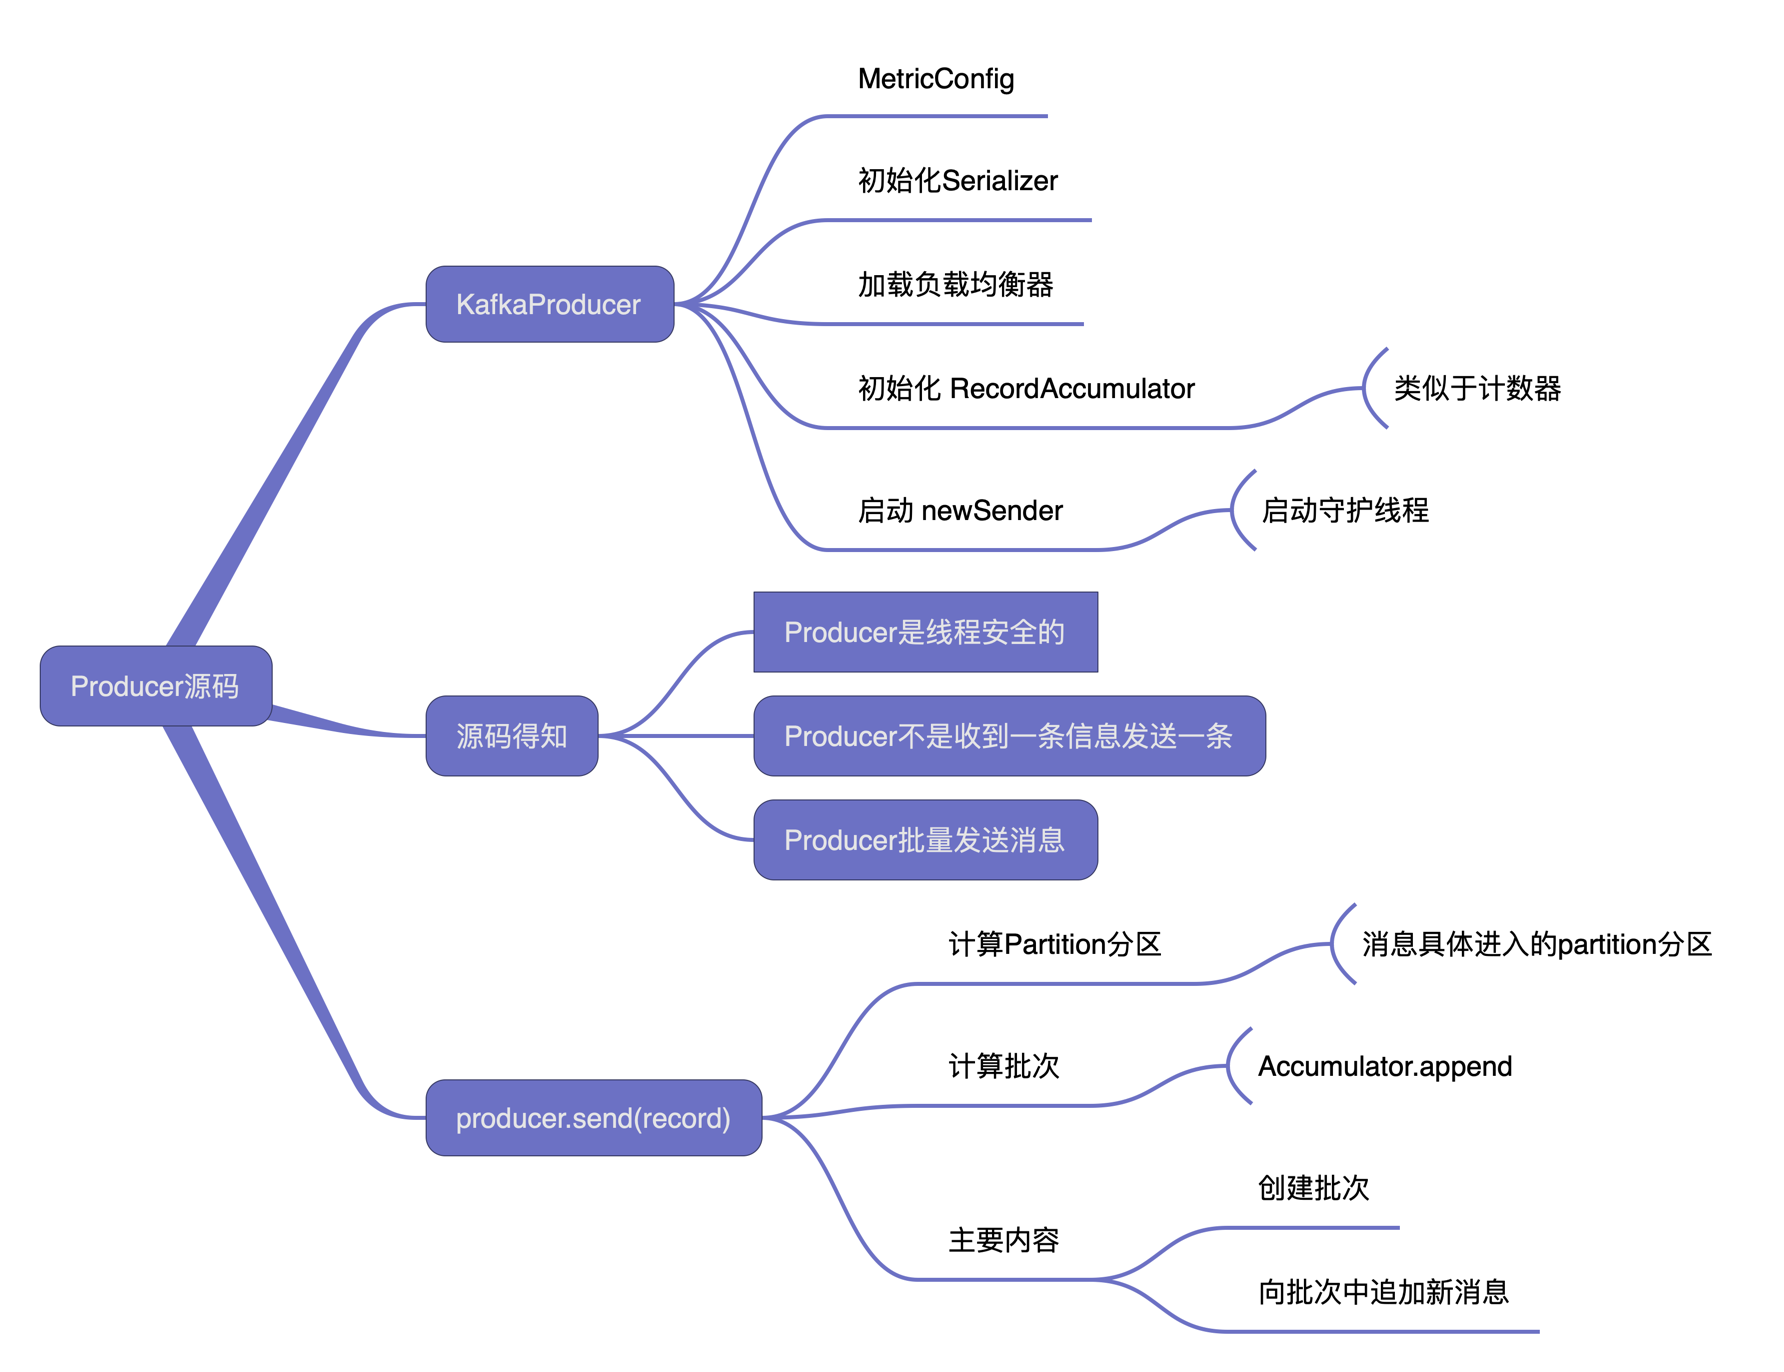 Producer源码
KafkaProducer
MetricConfig
初始化Serializer
加载负载均衡器
初始化 RecordAccumulator
类似于计数器
启动 newSender
启动守护线程
源码得知
Producer是线程安全的
Producer不是收到一条信息发送一条
Producer批量发送消息
producer.send(record)
计算Partition分区
消息具体进入的partition分区
计算批次
Accumulator.append
主要内容
创建批次
向批次中追加新消息